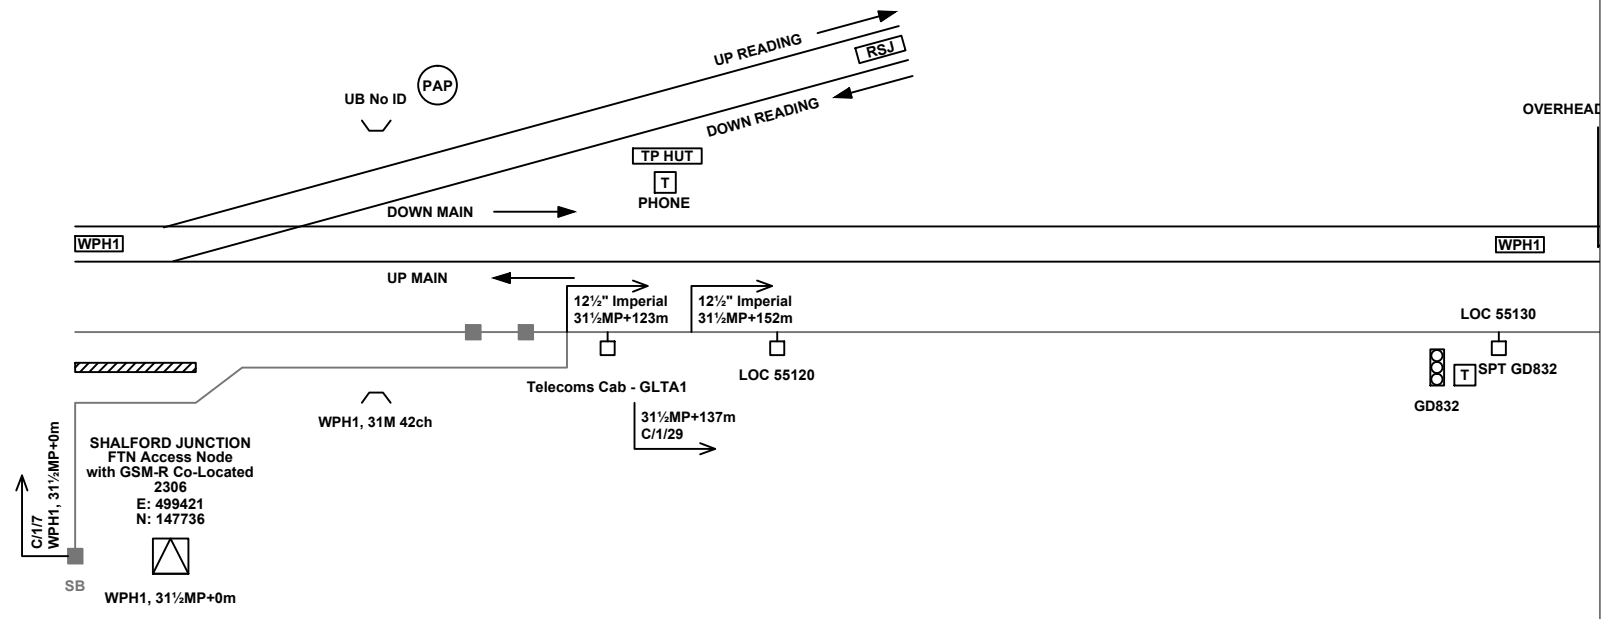 UP READING
RSJ
PAP
UB No ID
DOWN READING
OVERHEAD
TP HUT
T
PHONE
DOWN MAIN
WPH1
WPH1
UP MAIN
12½" Imperial
31½MP+123m
12½" Imperial
31½MP+152m
LOC 55130
LOC 55120
SPT GD832
T
GD832
Telecoms Cab - GLTA1
31½MP+137m
C/1/29
WPH1, 31M 42ch
SHALFORD JUNCTION
FTN Access Node
with GSM-R Co-Located
2306
E: 499421
N: 147736
C/1/7
WPH1, 31½MP+0m
SB
WPH1, 31½MP+0m